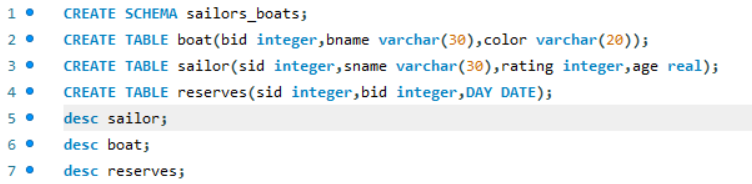 1 CREATE SCHEMA sailors_boats;
2 CREATE TABLE boat(bid integer,bname varchar(30),color varchar(20));
3 CREATE TABLE sailor(sid integer,sname varchar(30),rating integer,age real);
4 CREATE TABLE reserves(sid integer,bid integer,DAY DATE);
5 desc sailor;
6 desc boat;
7 desc reserves;